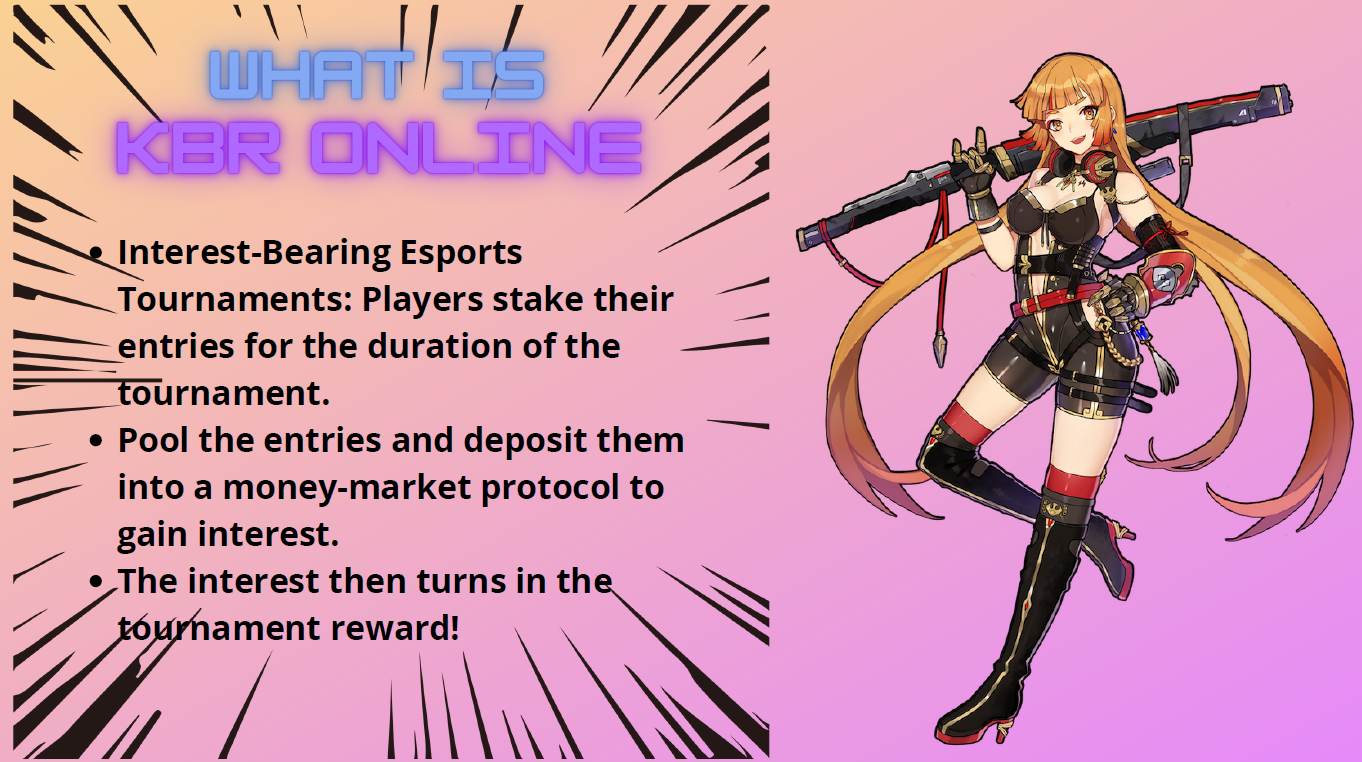 WHAT IS
KBR ONLINE
• Interest-Bearing Esports
Tournaments: Players stake their
entries for the duration of the
tournament.
• Pool the entries and deposit them
into a money-market protocol to
gain interest.
• The interest then turns in the
tournament reward!